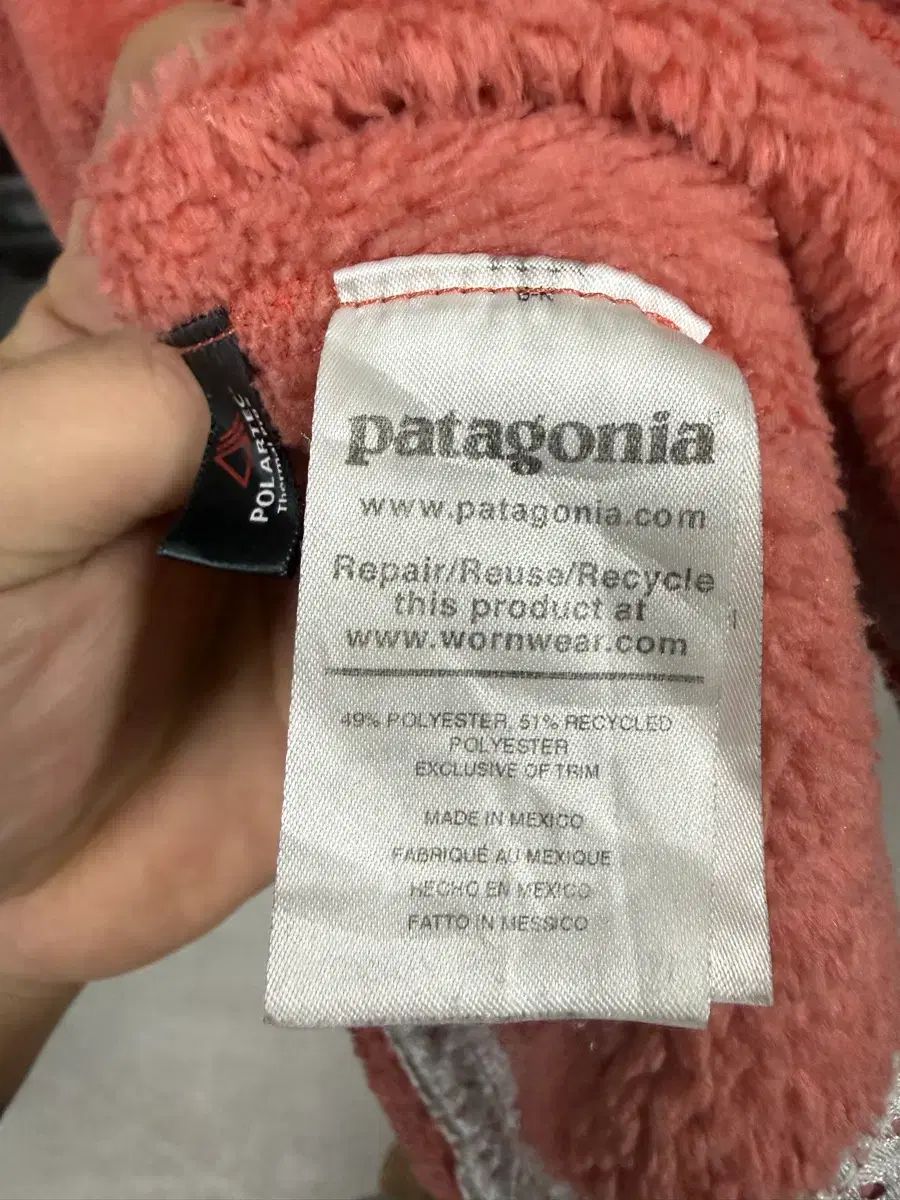 patagonia
www.patagonia.com
Repair/Reuse/Recycle
this product at
www.wornwear.com
49% POLYESTER, 51% RECYCLED
POLYESTER
EXCLUSIVE OF TRIM
MADE IN MEXICO
FABRIQUÉ AU MEXIQUE
HECHO EN MEXICO
FATTO IN MESSICO
POLARTEC